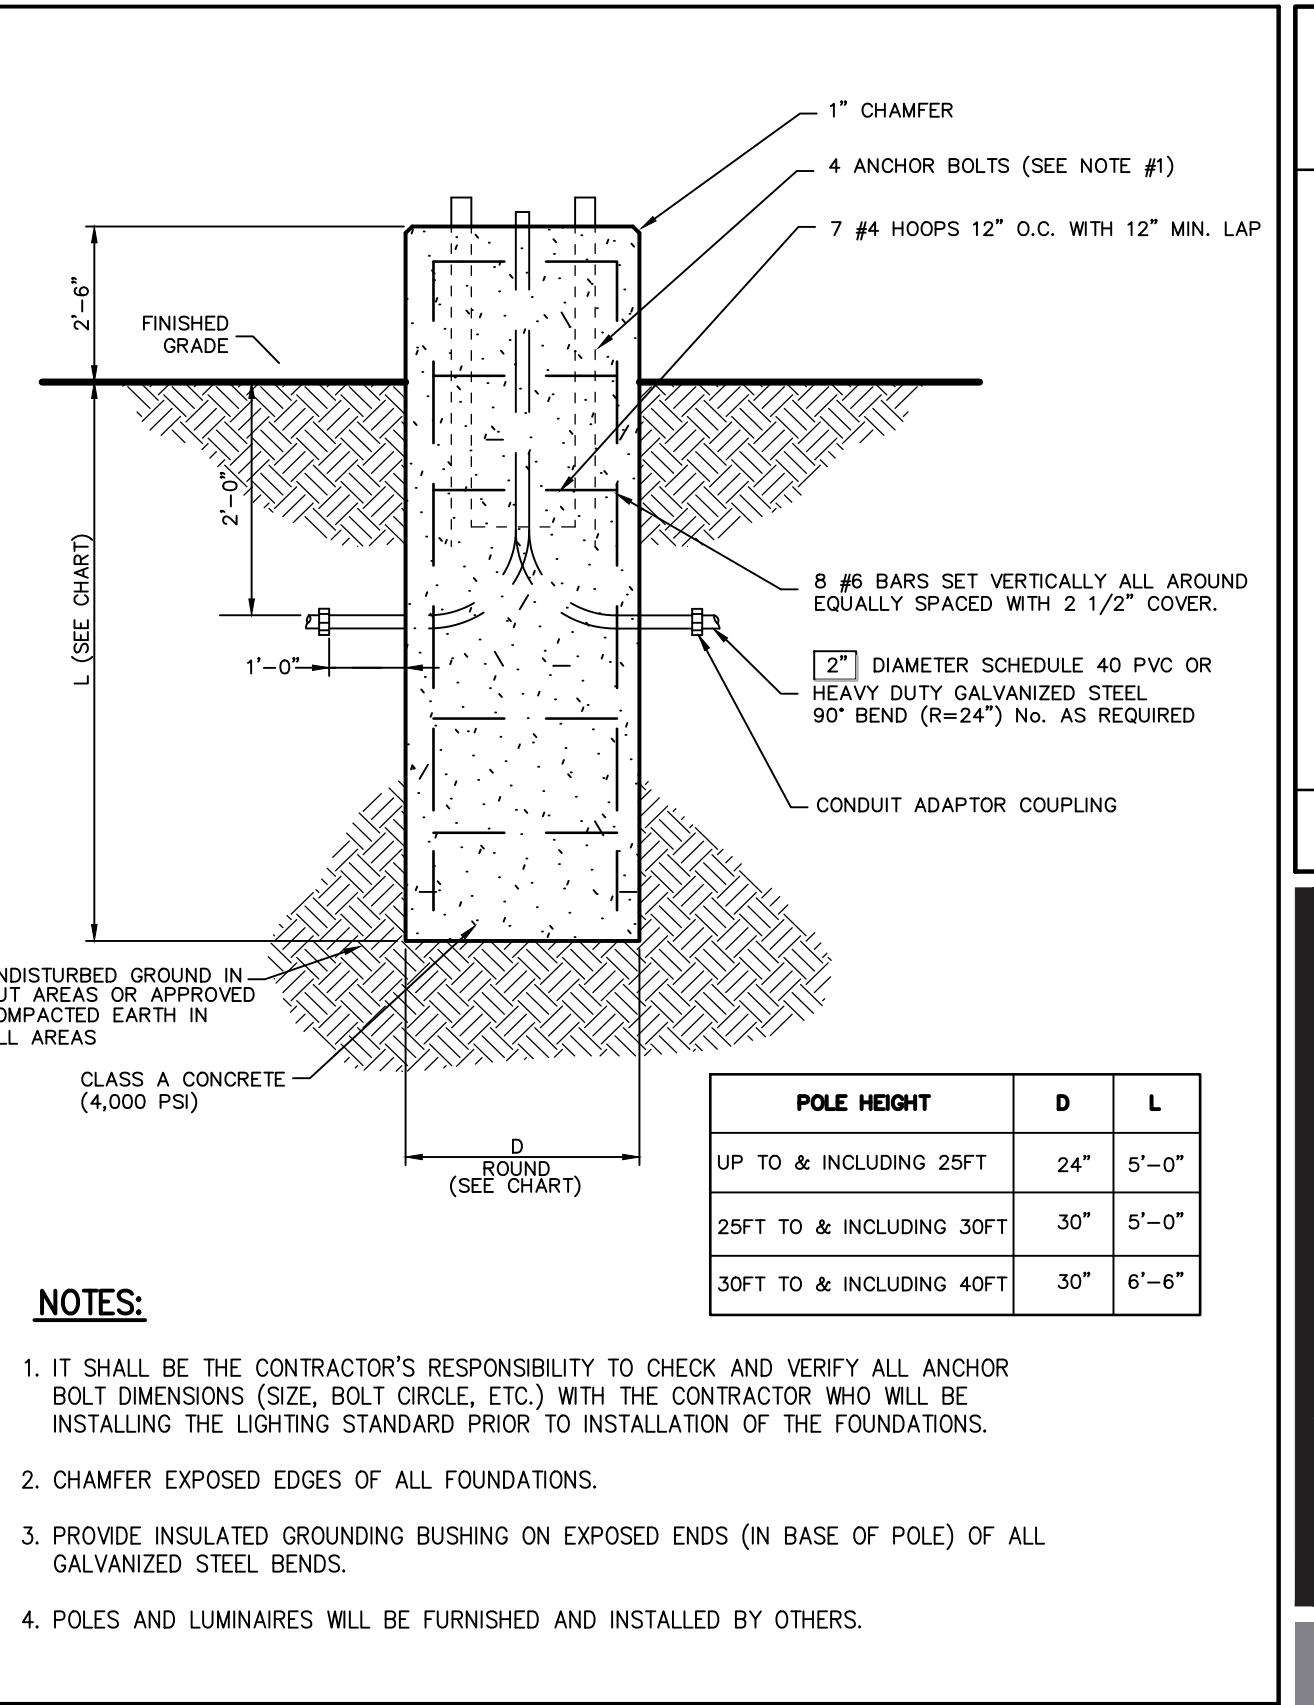 1" CHAMFER
4 ANCHOR BOLTS (SEE NOTE #1)
7 #4 HOOPS 12" O.C. WITH 12" MIN. LAP
2'-6"
FINISHED
GRADE
2'-0"
L (SEE CHART)
1'-0"
8 #6 BARS SET VERTICALLY ALL AROUND
EQUALLY SPACED WITH 2 1/2" COVER.
2" DIAMETER SCHEDULE 40 PVC OR
HEAVY DUTY GALVANIZED STEEL
90° BEND (R=24") No. AS REQUIRED
CONDUIT ADAPTOR COUPLING
NDISTURBED GROUND IN
UT AREAS OR APPROVED
OMPACTED EARTH IN
LL AREAS
CLASS A CONCRETE
(4,000 PSI)
D
ROUND
(SEE CHART)
POLE HEIGHT D L
UP TO & INCLUDING 25FT 24" 5'-0"
25FT TO & INCLUDING 30FT 30" 5'-0"
30FT TO & INCLUDING 40FT 30" 6'-6"
NOTES:
1. IT SHALL BE THE CONTRACTOR'S RESPONSIBILITY TO CHECK AND VERIFY ALL ANCHOR
BOLT DIMENSIONS (SIZE, BOLT CIRCLE, ETC.) WITH THE CONTRACTOR WHO WILL BE
INSTALLING THE LIGHTING STANDARD PRIOR TO INSTALLATION OF THE FOUNDATIONS.
2. CHAMFER EXPOSED EDGES OF ALL FOUNDATIONS.
3. PROVIDE INSULATED GROUNDING BUSHING ON EXPOSED ENDS (IN BASE OF POLE) OF ALL
GALVANIZED STEEL BENDS.
4. POLES AND LUMINAIRES WILL BE FURNISHED AND INSTALLED BY OTHERS.